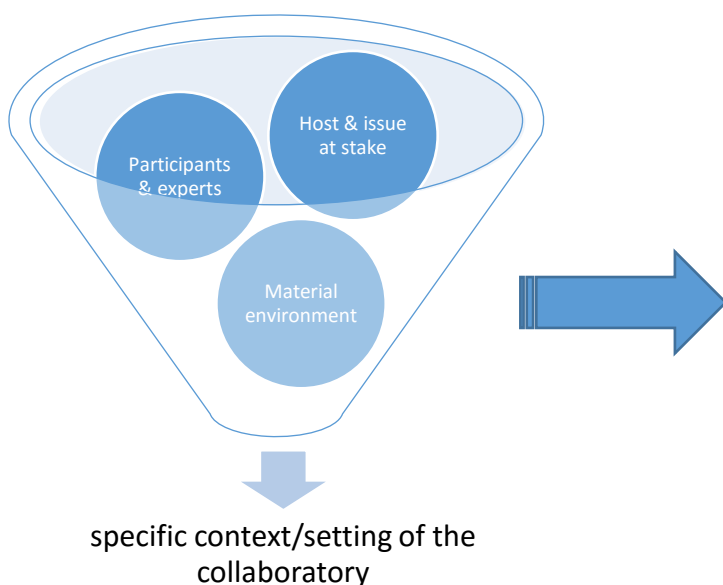 Host & issue
at stake
Participants
& experts
Material
environment
specific context/setting of the
collaboratory